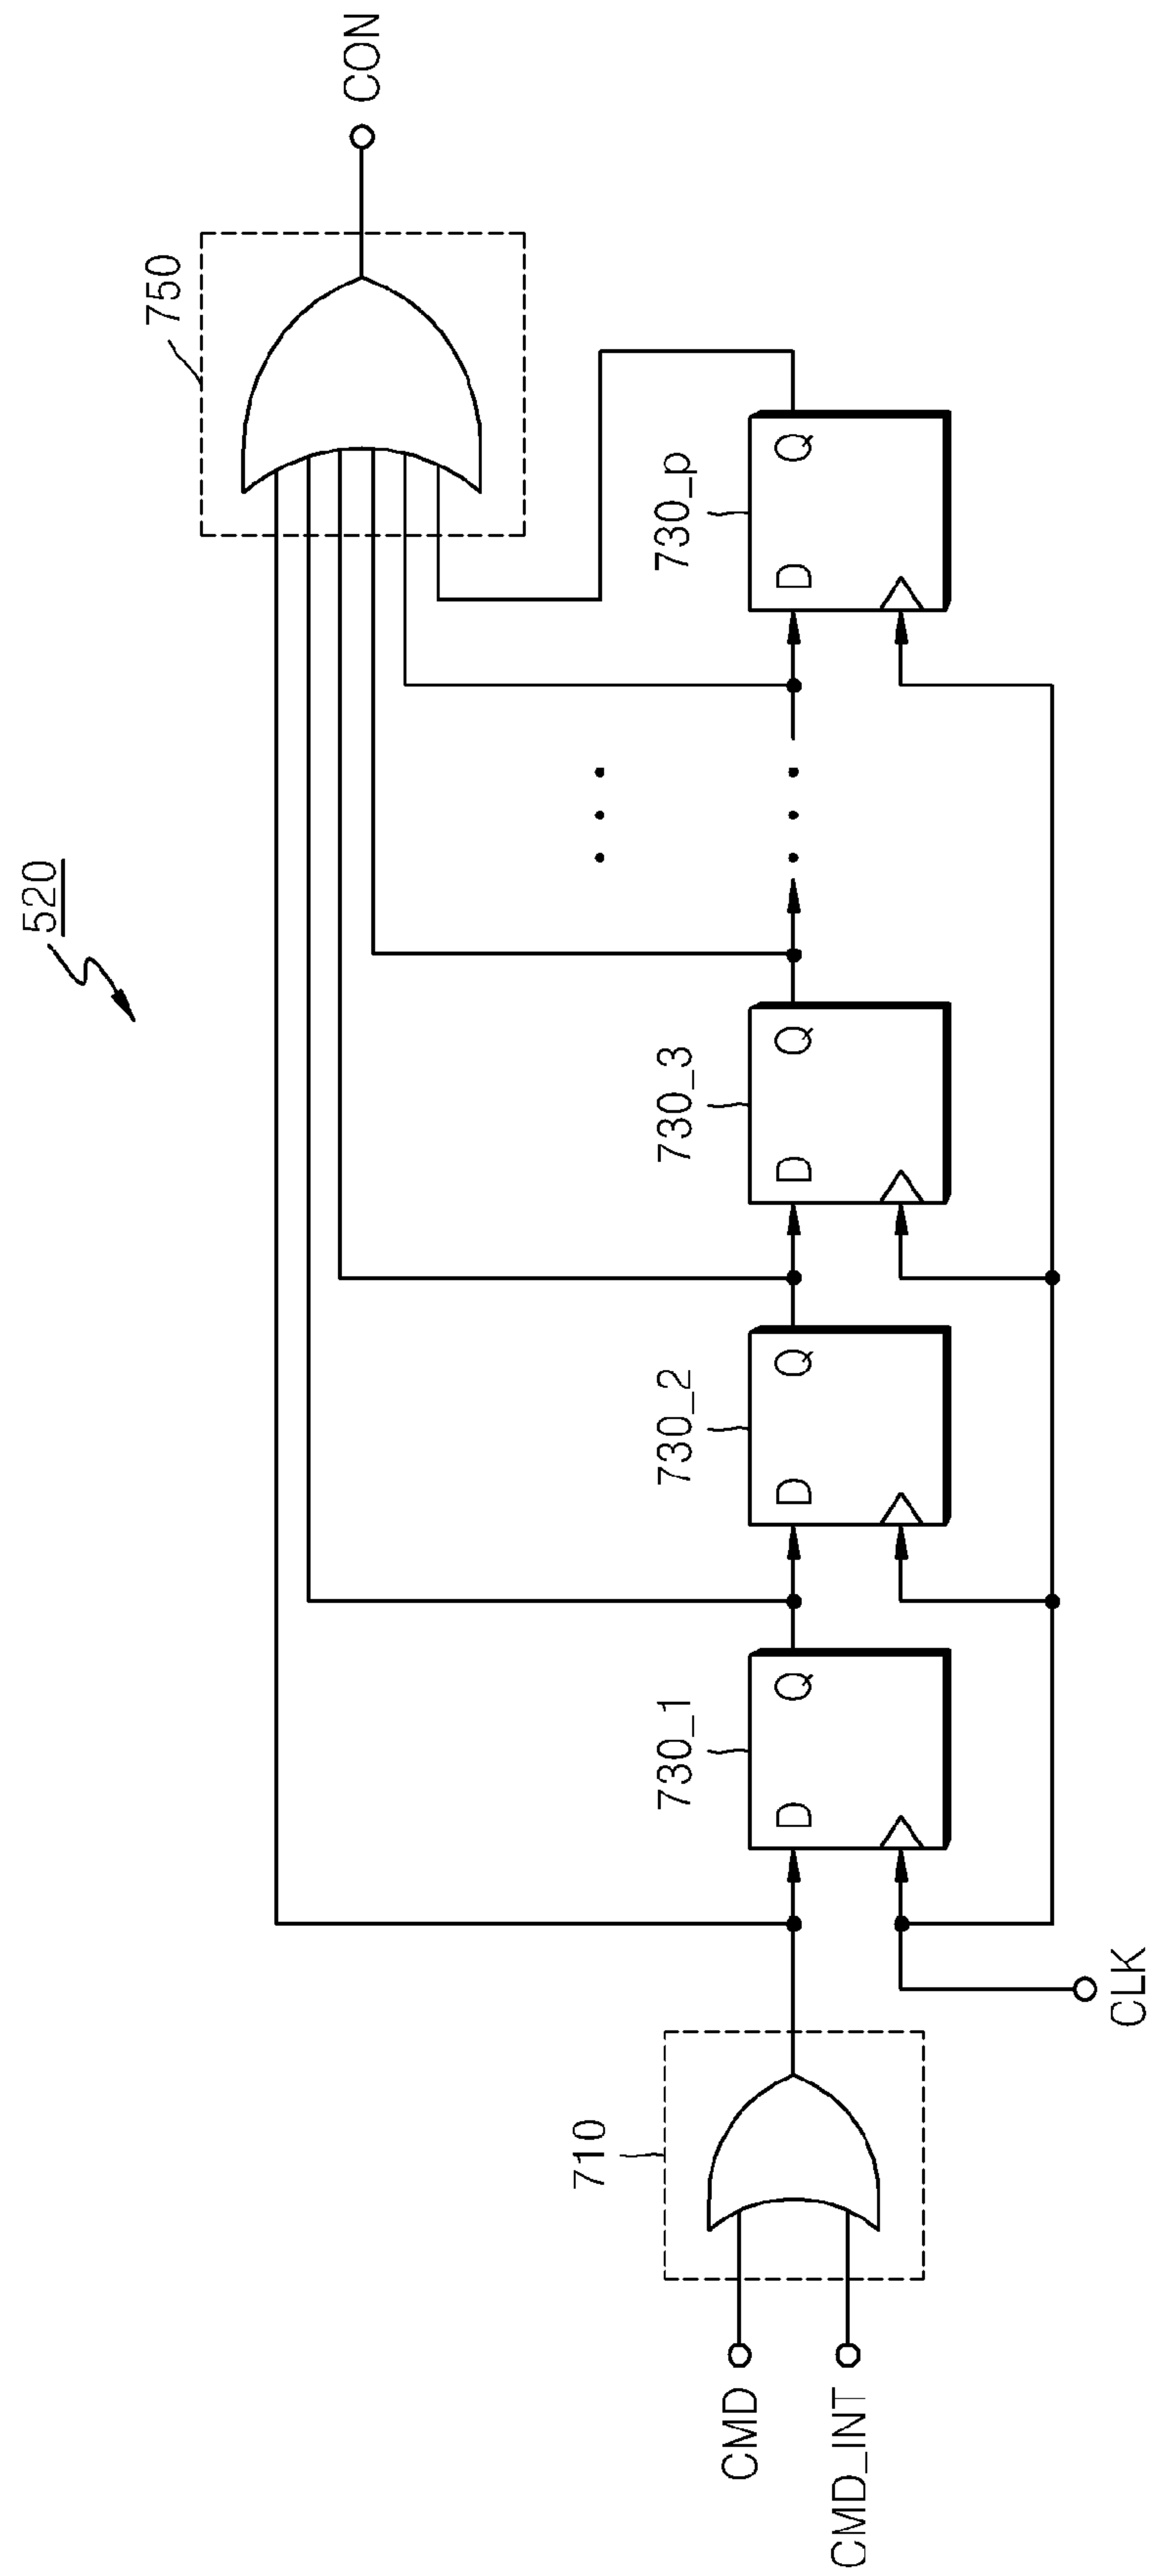 520
750
CON
710
CMD
CMD_INT
CLK
730_1
D
Q
730_2
D
Q
730_3
D
Q
730_p
D
Q